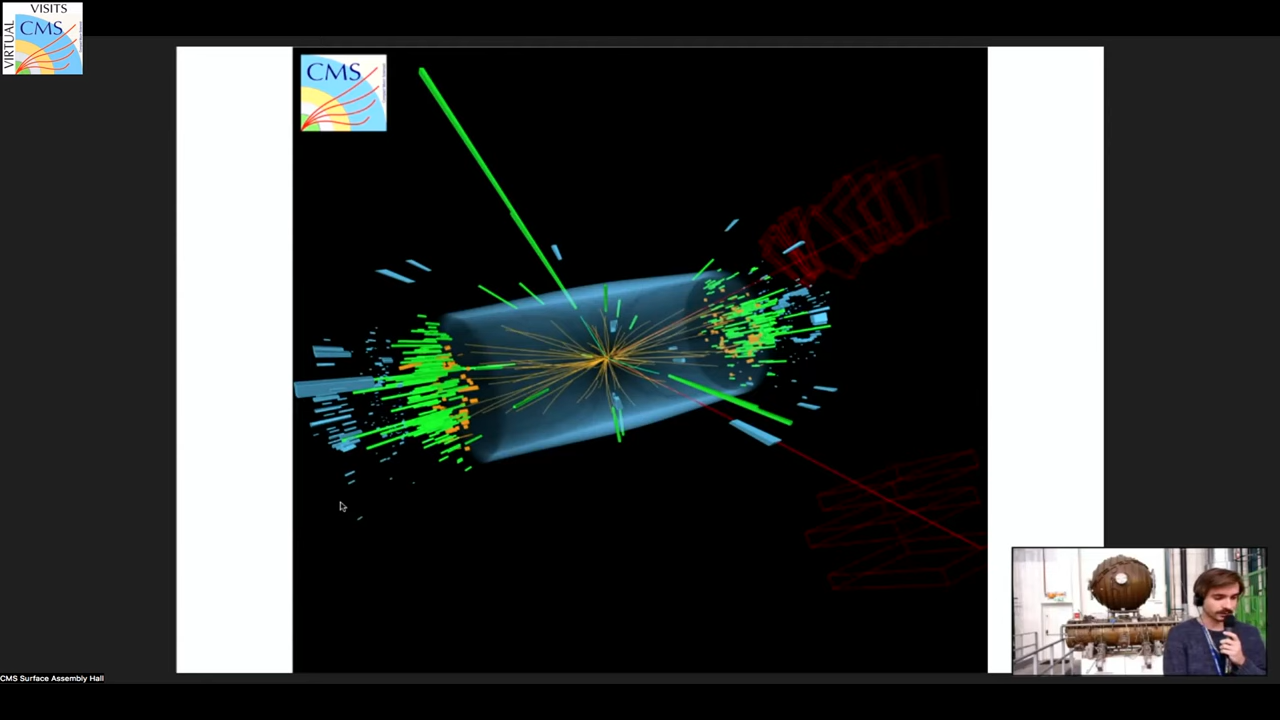 VISITS
VIRTUAL
CMS
CMS
CMS Surface Assembly Hall